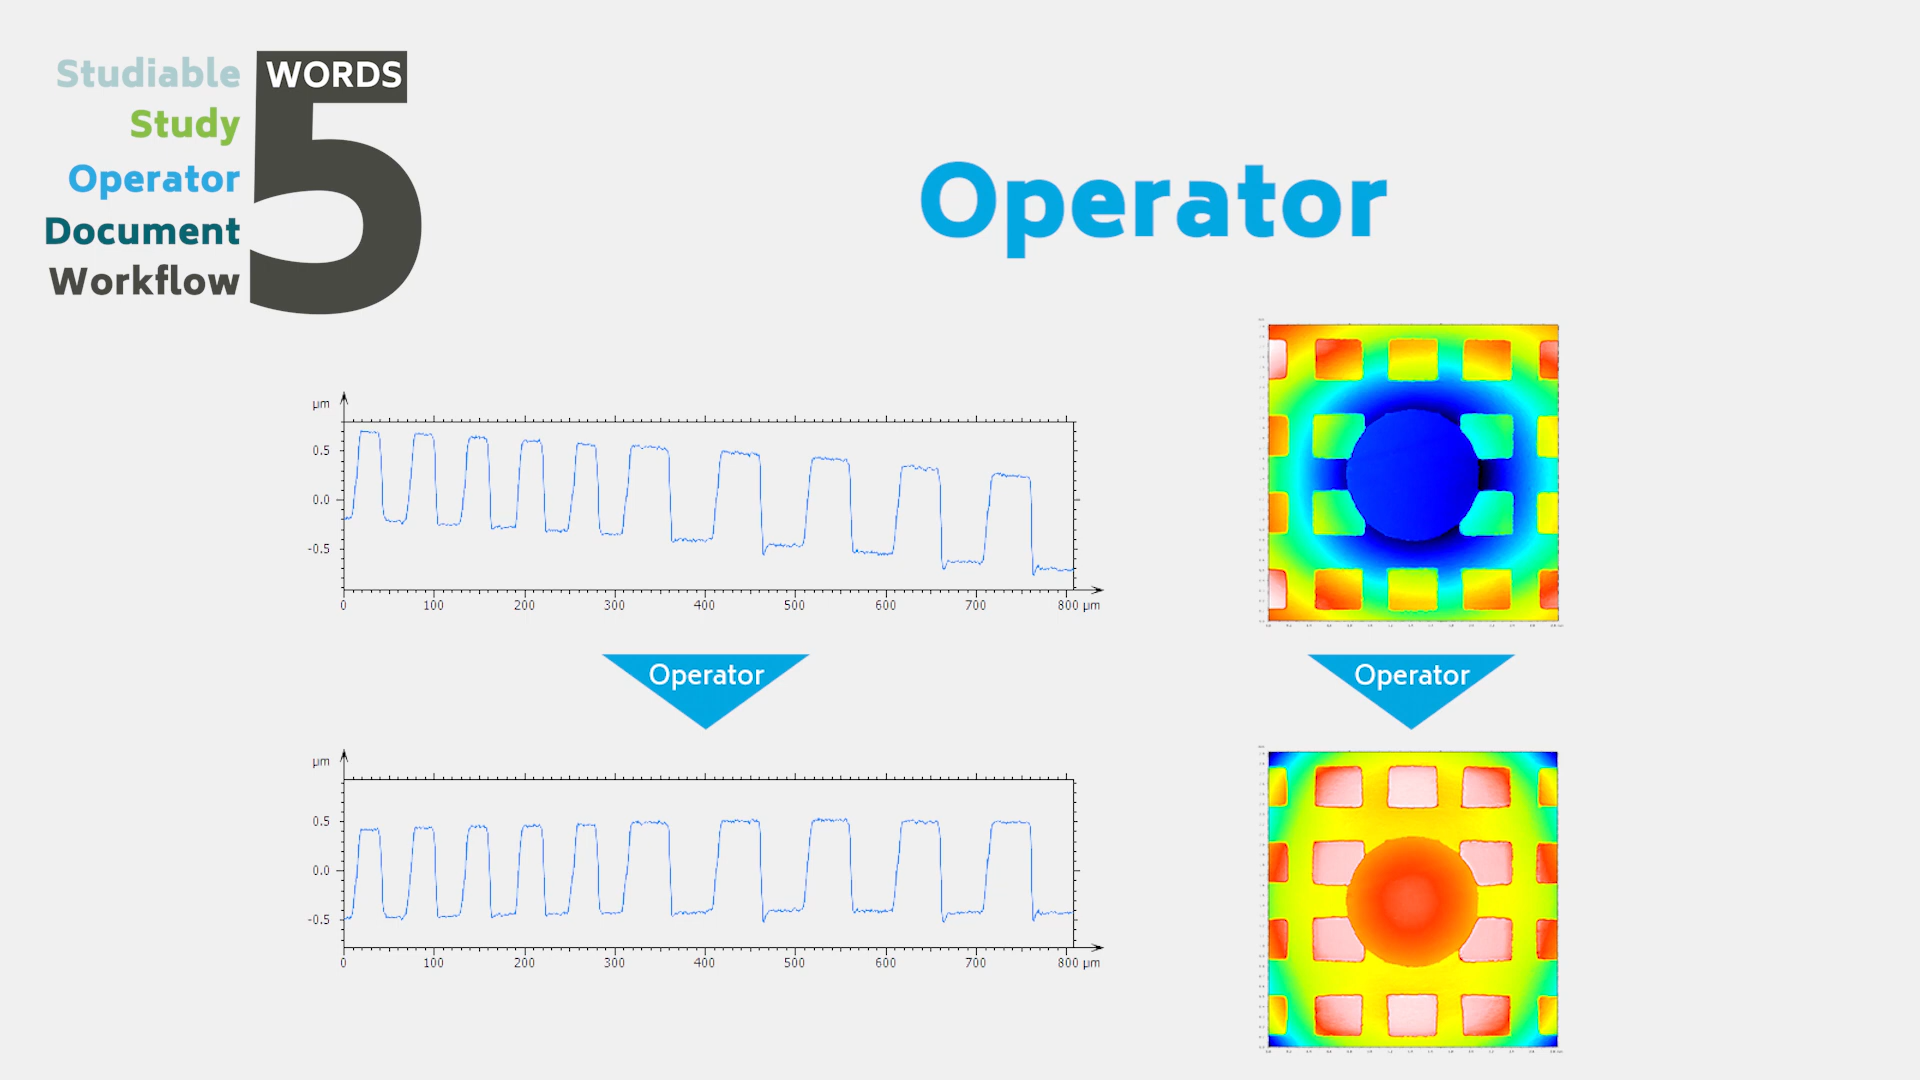 Studiable
WORDS
Study
Operator
Document
Workflow
5
Operator
µm
0.5
0.0
-0.5
0 100 200 300 400 500 600 700 800 µm
Operator
Operator
µm
0.5
0.0
-0.5
0 100 200 300 400 500 600 700 800 µm